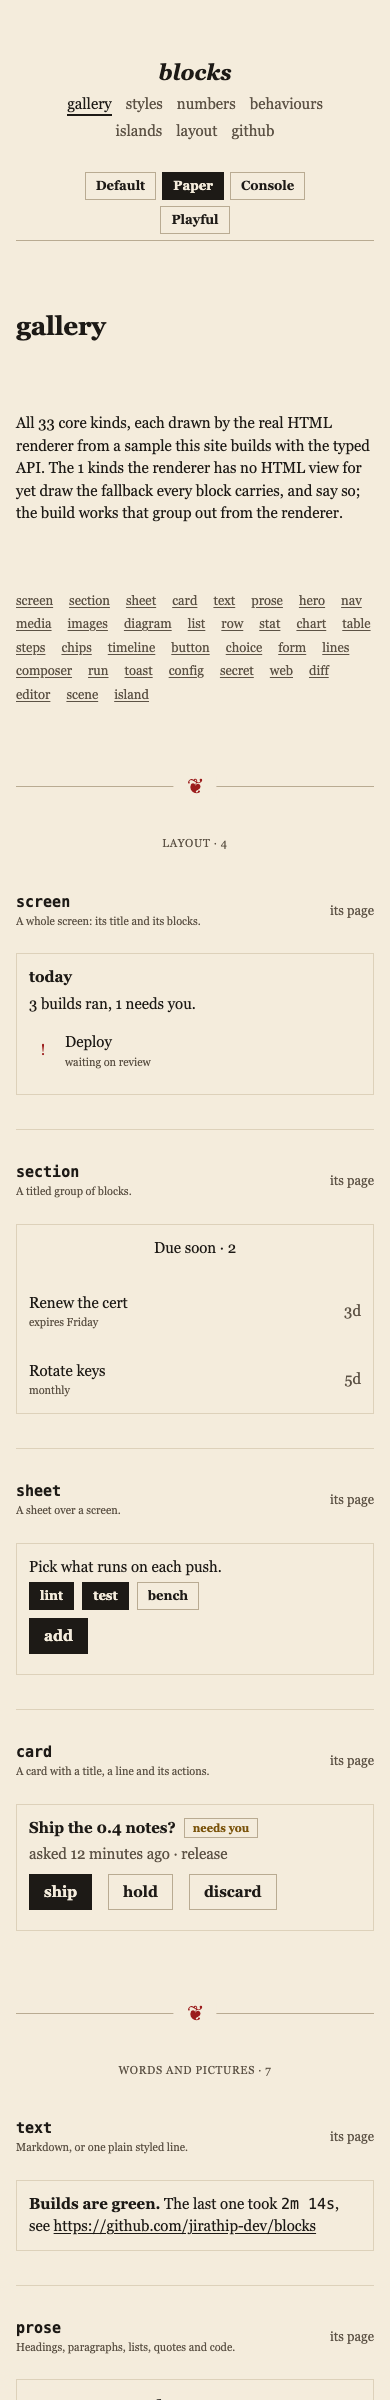 blocks
gallery styles numbers behaviours
islands layout github
Default Paper Console
Playful
gallery
All 33 core kinds, each drawn by the real HTML
renderer from a sample this site builds with the typed
API. The 1 kinds the renderer has no HTML view for
yet draw the fallback every block carries, and say so;
the build works that group out from the renderer.
screen section sheet card text prose hero nav
media images diagram list row stat chart table
steps chips timeline button choice form lines
composer run toast config secret web diff
editor scene island
❦
LAYOUT · 4
screen
A whole screen: its title and its blocks.
its page
today
3 builds ran, 1 needs you.
! Deploy
waiting on review
section
A titled group of blocks.
its page
Due soon · 2
Renew the cert
expires Friday
3d
Rotate keys
monthly
5d
sheet
A sheet over a screen.
its page
Pick what runs on each push.
lint test bench
add
card
A card with a title, a line and its actions.
its page
Ship the 0.4 notes? needs you
asked 12 minutes ago · release
ship hold discard
❦
WORDS AND PICTURES · 7
text
Markdown, or one plain styled line.
its page
Builds are green. The last one took 2m 14s,
see https://github.com/jirathip-dev/blocks
prose
Headings, paragraphs, lists, quotes and code.
its page